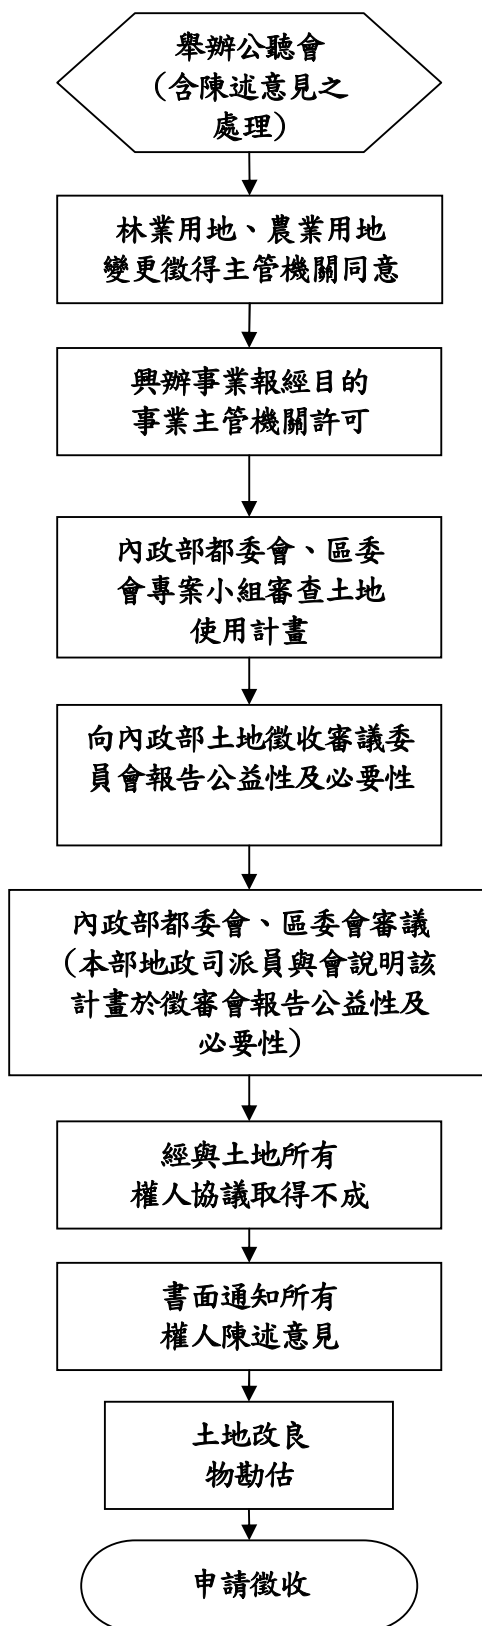 舉辦公聽會
（含陳述意見之
處理）
林業用地、農業用地
變更徵得主管機關同意
興辦事業報經目的
事業主管機關許可
內政部都委會、區委
會專案小組審查土地
使用計畫
向內政部土地徵收審議委
員會報告公益性及必要性
內政部都委會、區委會審議
（本部地政司派員與會說明該
計畫於徵審會報告公益性及
必要性）
經與土地所有
權人協議取得不成
書面通知所有
權人陳述意見
土地改良
物勘估
申請徵收